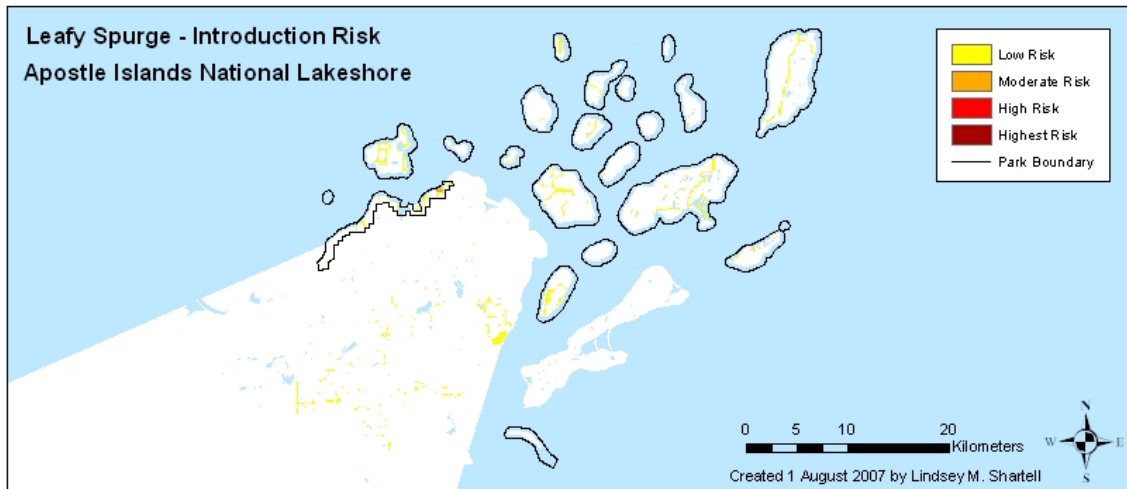 Leafy Spurge - Introduction Risk
Apostle Islands National Lakeshore
Low Risk
Moderate Risk
High Risk
Highest Risk
Park Boundary
0 5 10 20
Kilometers
N
W E
S
Created 1 August 2007 by Lindsey M. Shartell